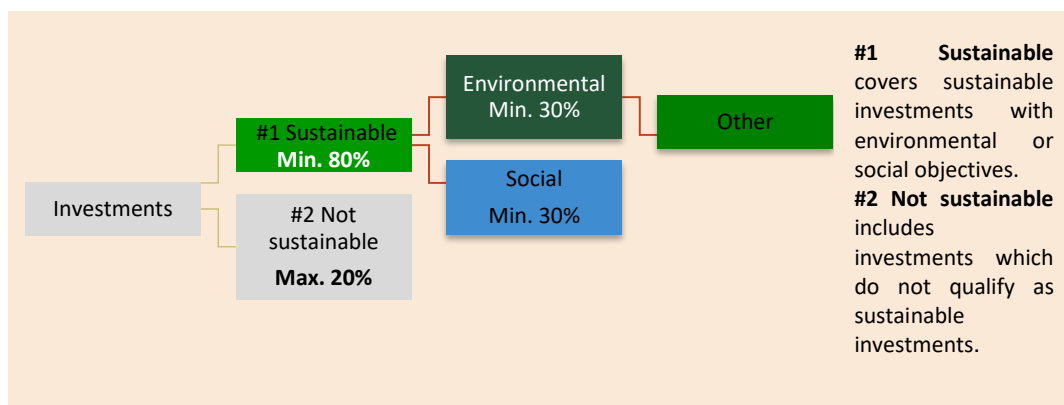 Investments
#1 Sustainable
Min. 80%
#2 Not
sustainable
Max. 20%
Environmental
Min. 30%
Social
Min. 30%
Other
#1 Sustainable
covers sustainable
investments with
environmental or
social objectives.
#2 Not sustainable
includes
investments which
do not qualify as
sustainable
investments.